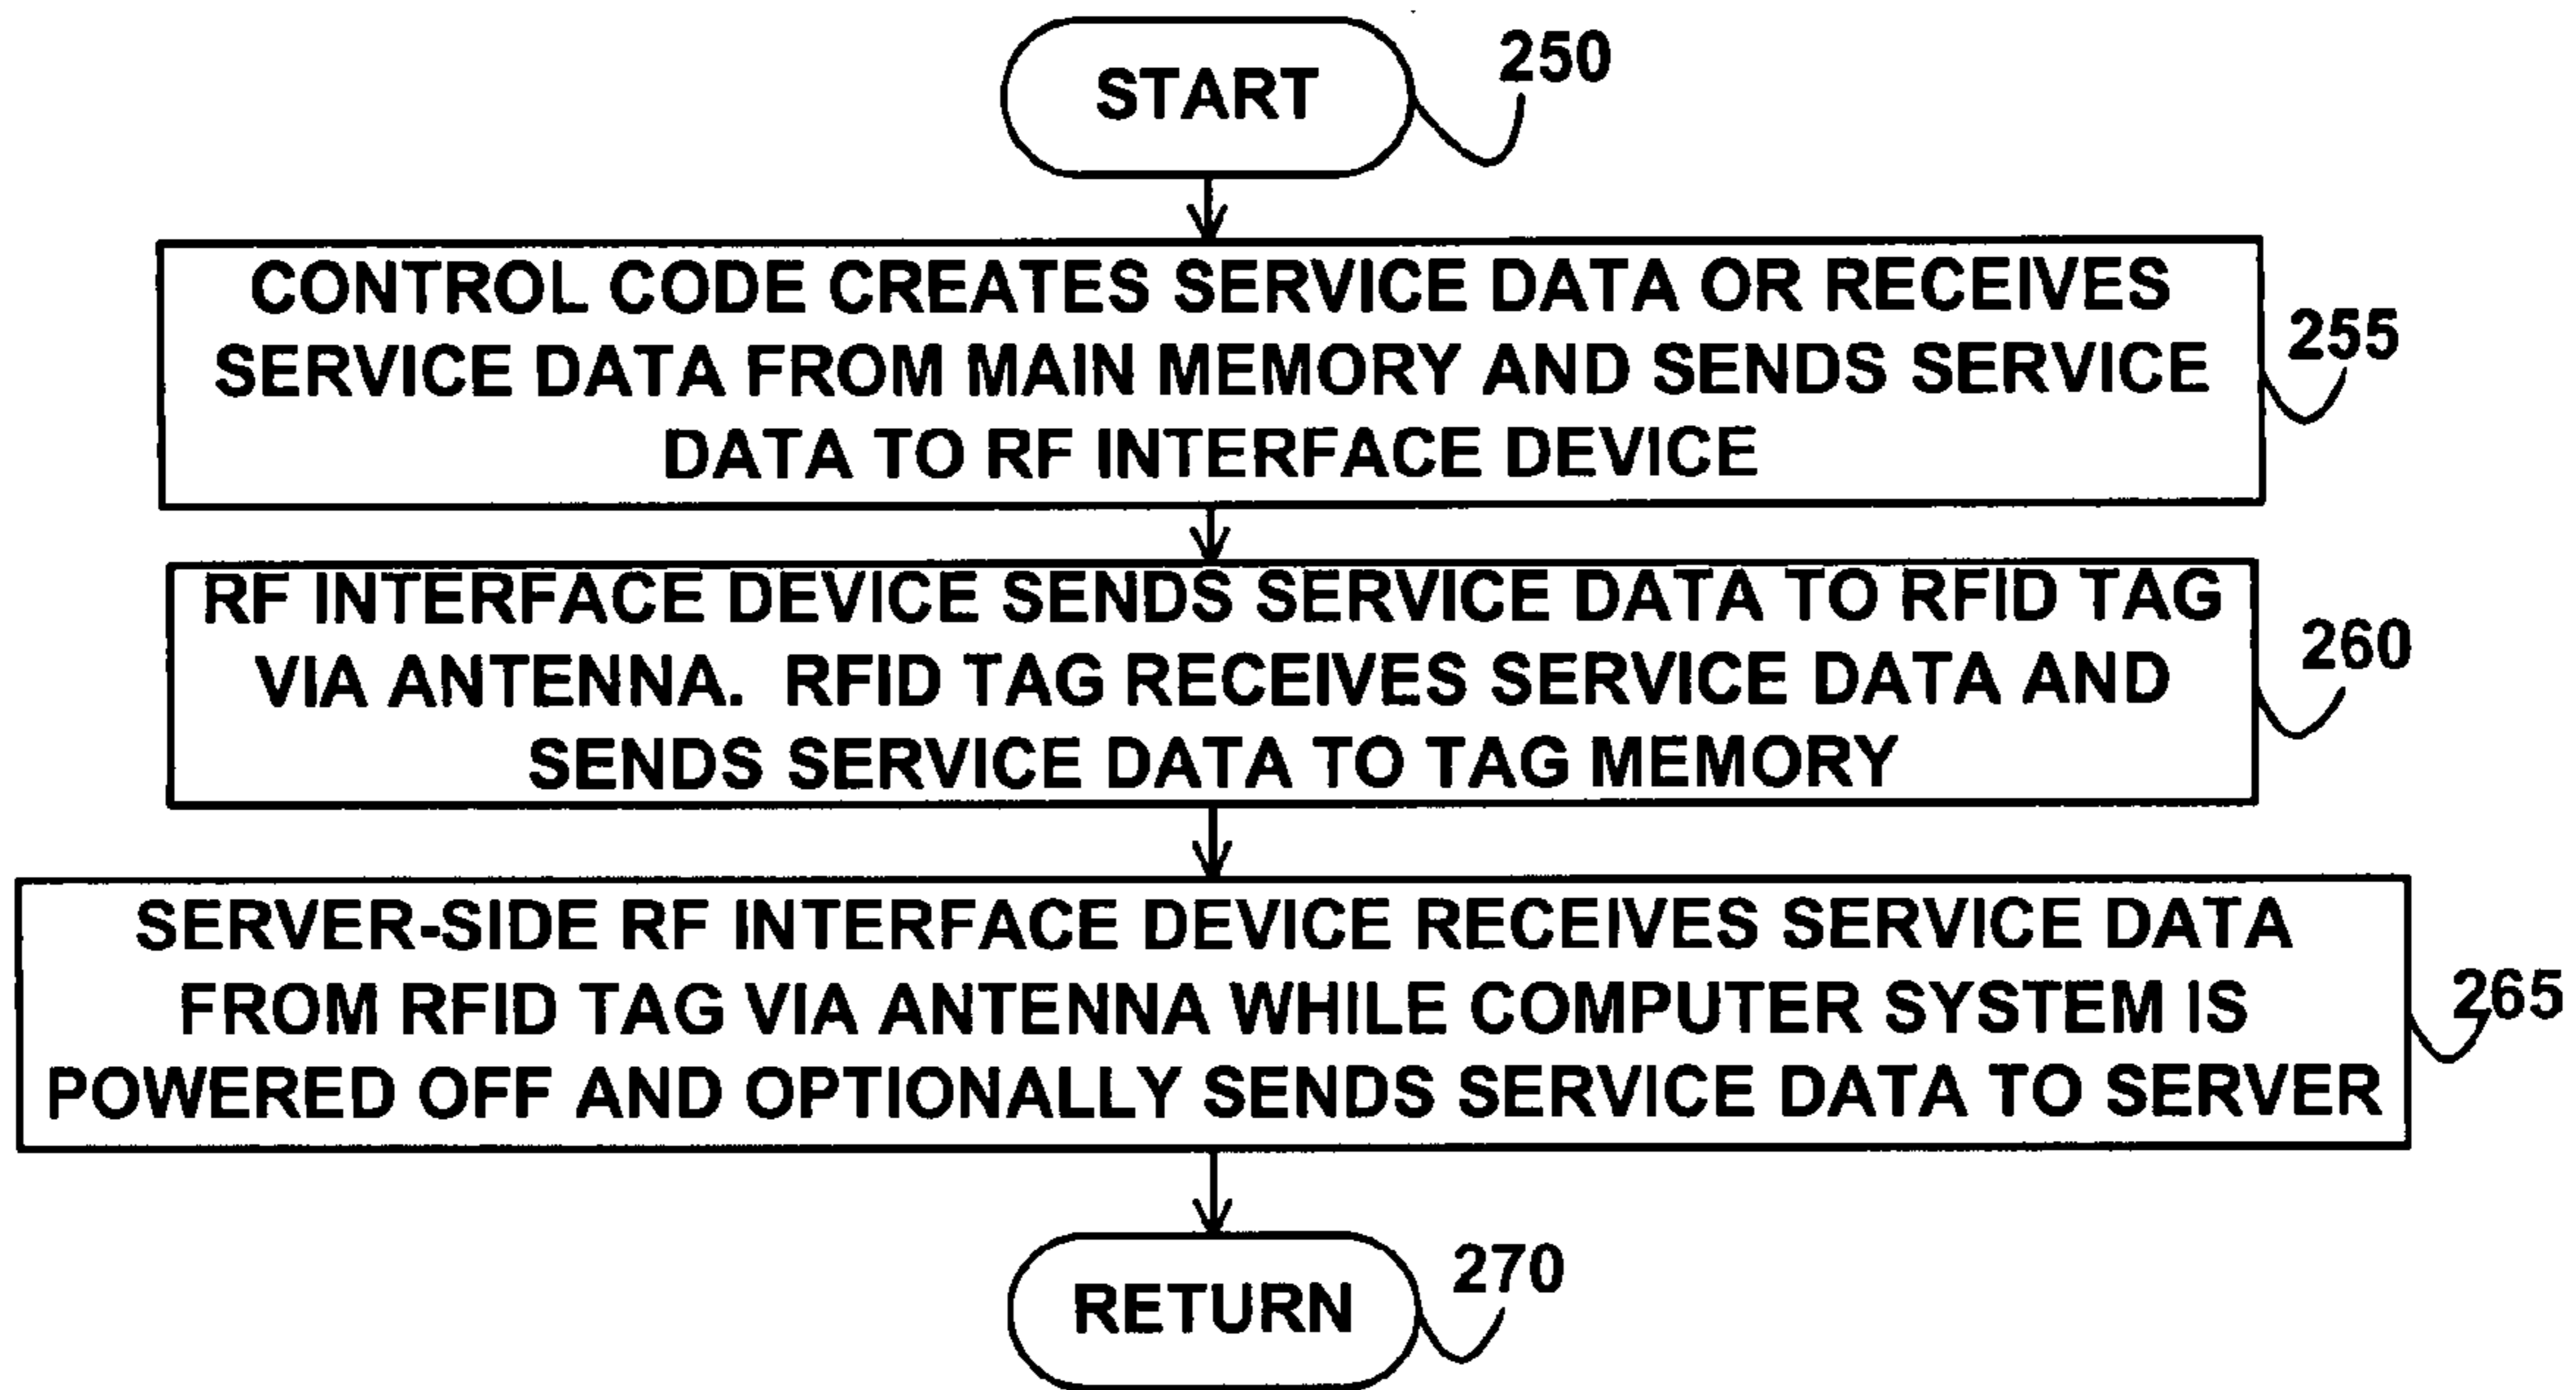 START
250
CONTROL CODE CREATES SERVICE DATA OR RECEIVES
SERVICE DATA FROM MAIN MEMORY AND SENDS SERVICE
DATA TO RF INTERFACE DEVICE
255
RF INTERFACE DEVICE SENDS SERVICE DATA TO RFID TAG
VIA ANTENNA.  RFID TAG RECEIVES SERVICE DATA AND
SENDS SERVICE DATA TO TAG MEMORY
260
SERVER-SIDE RF INTERFACE DEVICE RECEIVES SERVICE DATA
FROM RFID TAG VIA ANTENNA WHILE COMPUTER SYSTEM IS
POWERED OFF AND OPTIONALLY SENDS SERVICE DATA TO SERVER
265
RETURN
270